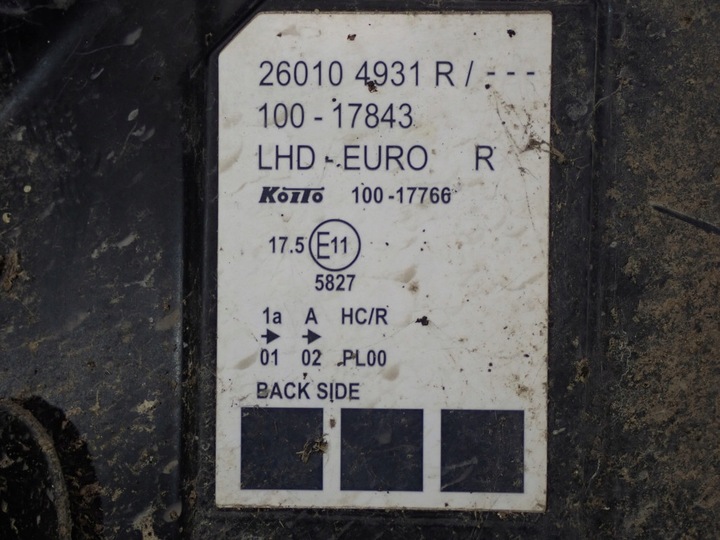 26010 4931 R / - - -
100 - 17843
LHD - EURO R
KOITO 100 -17766
17.5 E11
5827
1a A HC/R
01 02 PL00
BACK SIDE